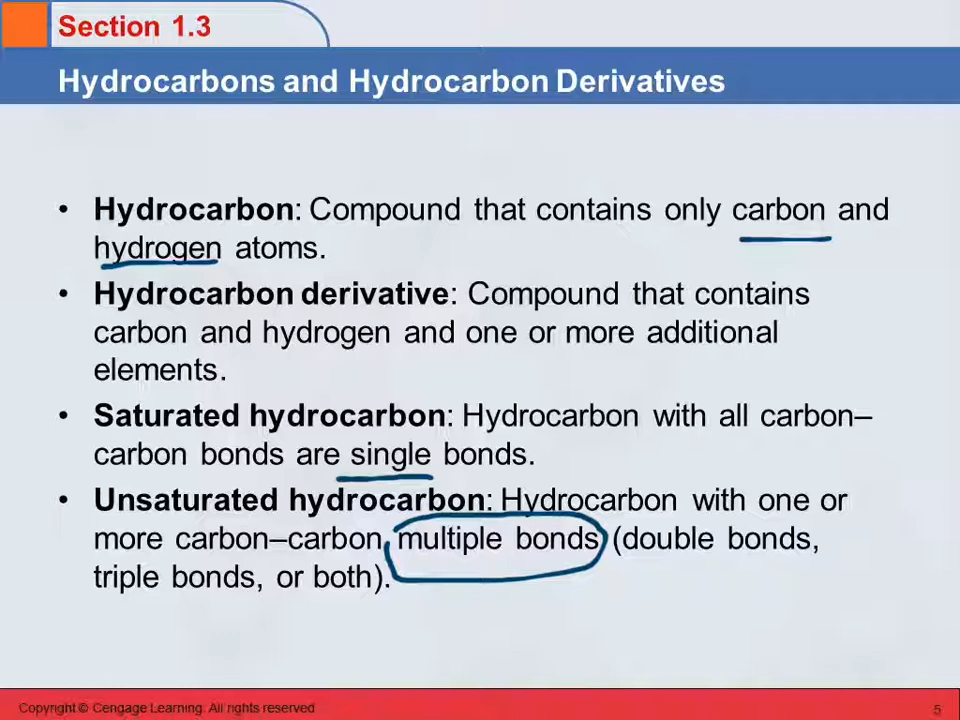 Section 1.3
Hydrocarbons and Hydrocarbon Derivatives
• Hydrocarbon: Compound that contains only carbon and
hydrogen atoms.
• Hydrocarbon derivative: Compound that contains
carbon and hydrogen and one or more additional
elements.
• Saturated hydrocarbon: Hydrocarbon with all carbon–
carbon bonds are single bonds.
• Unsaturated hydrocarbon: Hydrocarbon with one or
more carbon–carbon multiple bonds (double bonds,
triple bonds, or both).
Copyright © Cengage Learning. All rights reserved
5